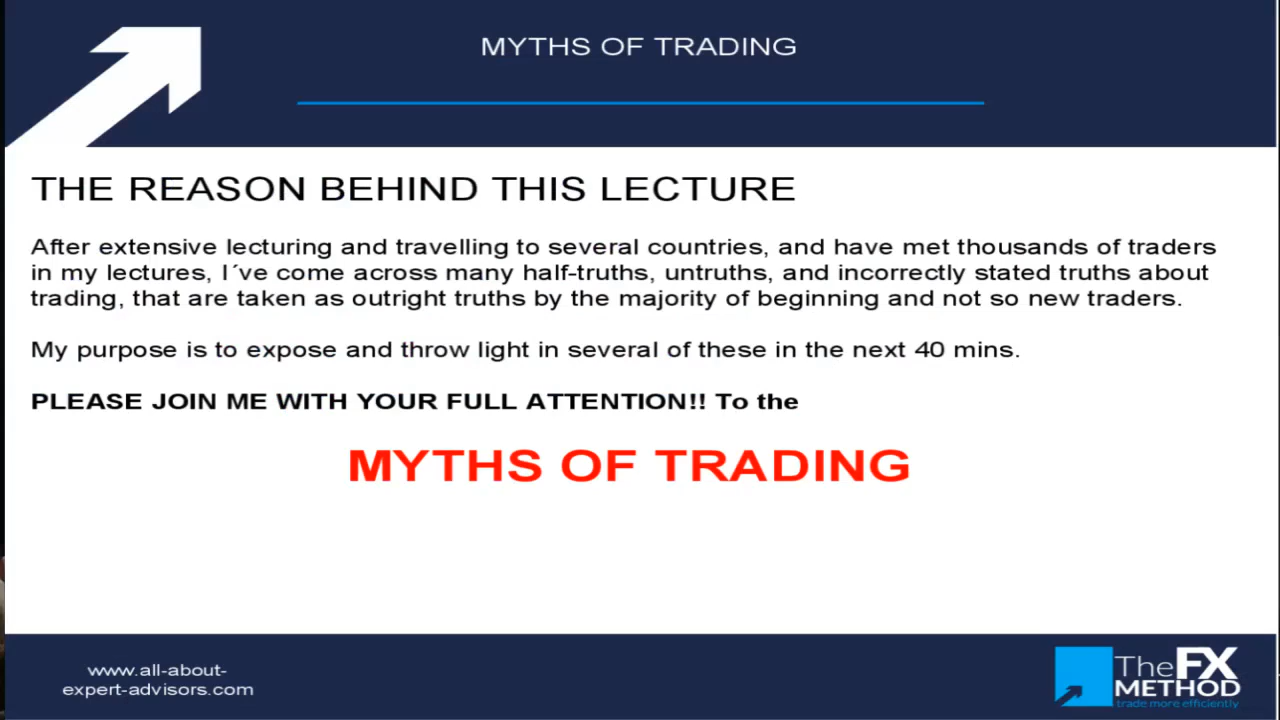 MYTHS OF TRADING
THE REASON BEHIND THIS LECTURE
After extensive lecturing and travelling to several countries, and have met thousands of traders
in my lectures, I´ve come across many half-truths, untruths, and incorrectly stated truths about
trading, that are taken as outright truths by the majority of beginning and not so new traders.
My purpose is to expose and throw light in several of these in the next 40 mins.
PLEASE JOIN ME WITH YOUR FULL ATTENTION!! To the
MYTHS OF TRADING
www.all-about-
expert-advisors.com
The FX
METHOD
trade more efficiently